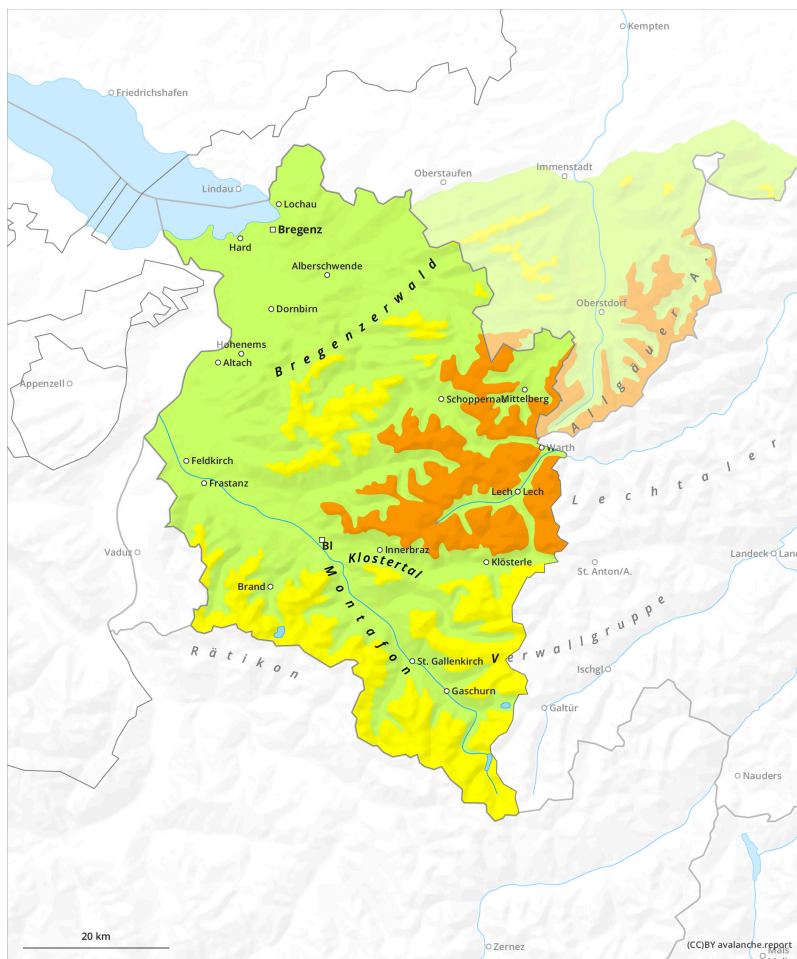 Kempten
Friedrichshafen
Oberstaufen
Immenstadt
Lindau
Lochau
Bregenz
Hard
Alberschwende
Bregenzerwald
Dornbirn
Oberstdorf
Allgäuer A.
Hohenems
Altach
Appenzell
Schoppernau
Mittelberg
Warth
Feldkirch
Frastanz
Lech
Lech
Lechtaler
Vaduz
Bl
Innerbraz
Klostertal
Klösterle
Landeck
Lan
St. Anton/A.
Brand
Montafon
Verwallgruppe
Rätikon
St. Gallenkirch
Ischgl
Gaschurn
Galtür
Nauders
20 km
Zernez
(CC)BY avalanche.report
Mals